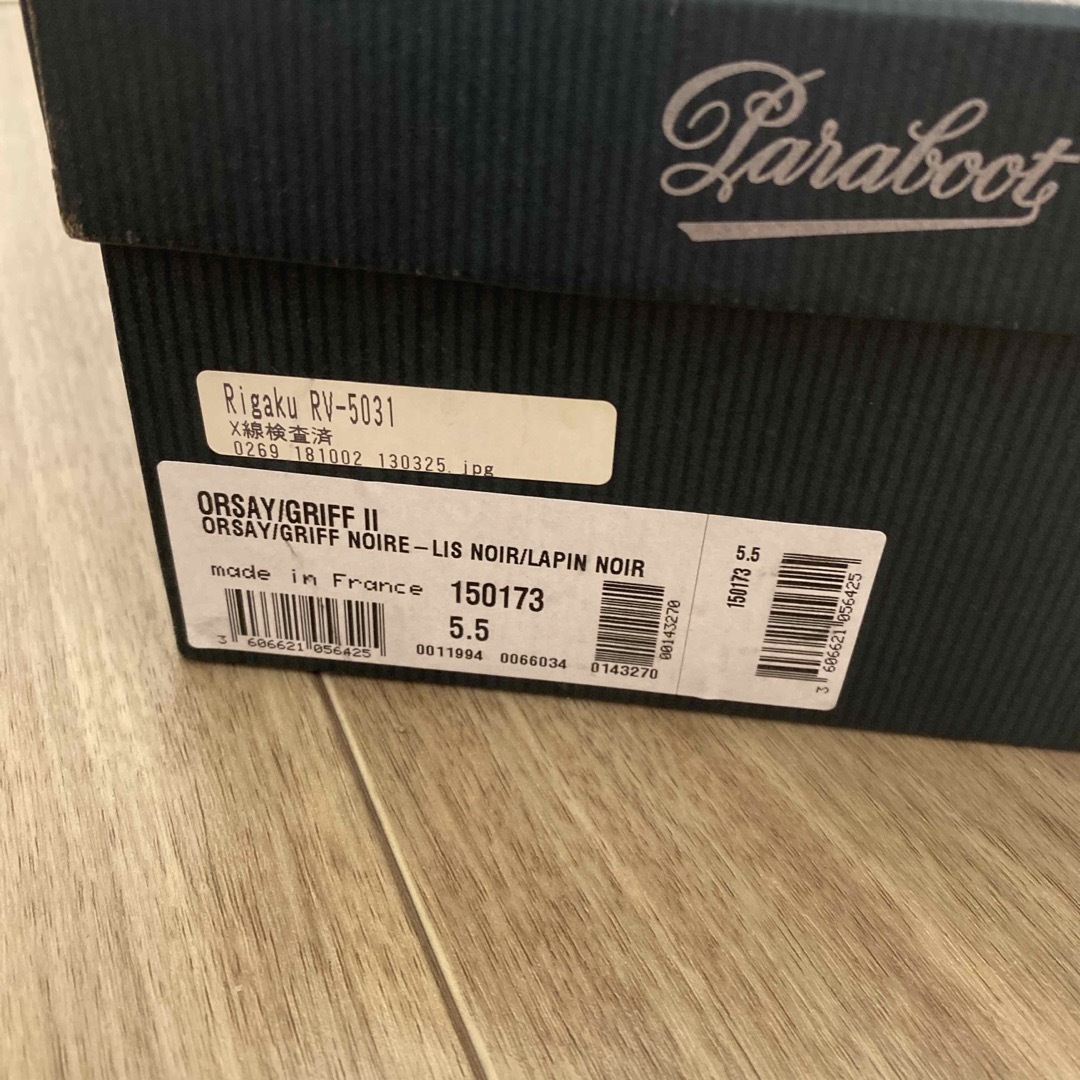 Paraboot
Rigaku RV-5031
X線検査済
0269 181002 130325.jpg
ORSAY/GRIFF II
ORSAY/GRIFF NOIRE–LIS NOIR/LAPIN NOIR
made in France 150173
5.5
3 606621 056425
0011994 0066034 0143270
00143270
5.5
150173
3 606621 056425